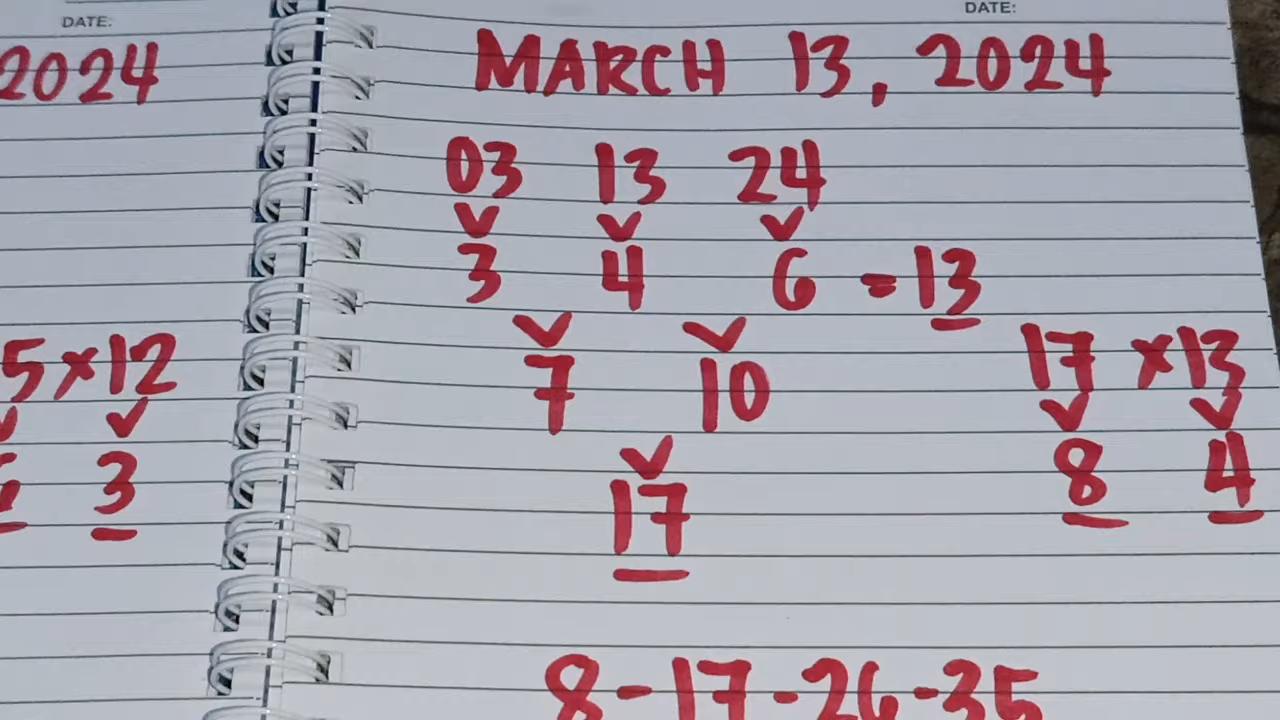 DATE:
2024
5 x 12
3
DATE:
MARCH 13, 2024
03 13 24
3 4 6 = 13
7 10
17 x 13
8 4
17
8 - 17 - 26 - 35